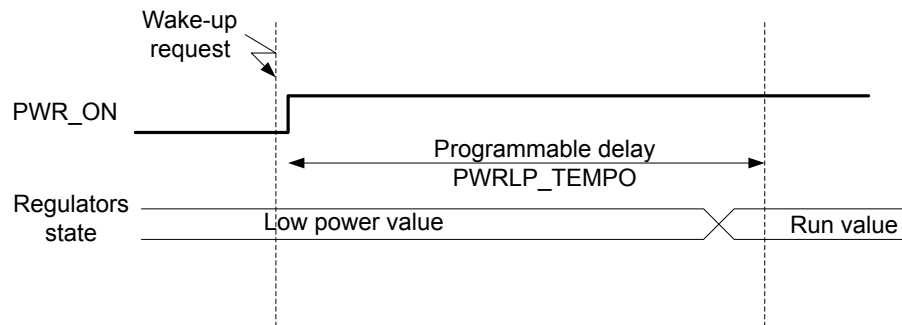 Wake-up
request
PWR_ON
Programmable delay
PWRLP_TEMPO
Regulators
state
Low power value
Run value